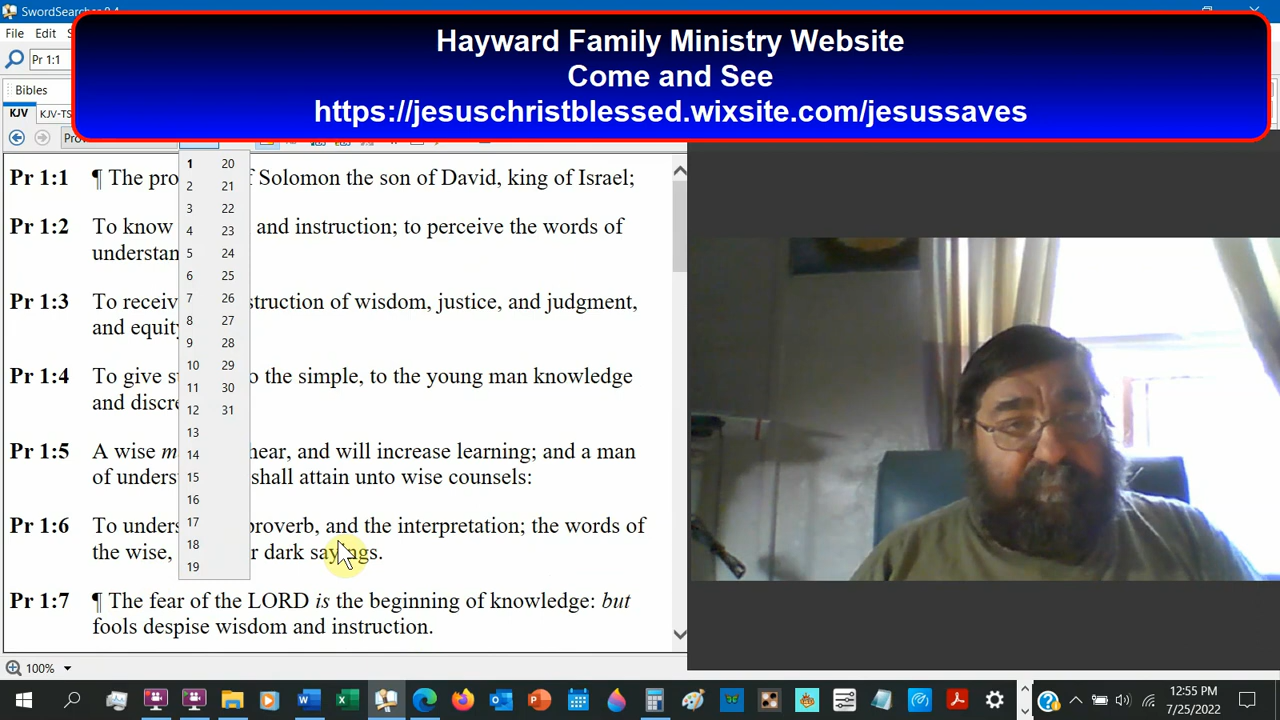 SwordSearcher
File Edit
Hayward Family Ministry Website
Come and See
https://jesuschristblessed.wixsite.com/jesussaves
Pr 1:1
Bibles
KJV KJV-TS
1 20
2 21
3 22
4 23
5 24
6 25
7 26
8 27
9 28
10 29
11 30
12 31
13
14
15
16
17
18
19
Pr 1:1 ¶ The pro f Solomon the son of David, king of Israel;
Pr 1:2 To know and instruction; to perceive the words of
understan
Pr 1:3 To receiv struction of wisdom, justice, and judgment,
and equity
Pr 1:4 To give s o the simple, to the young man knowledge
and discre
Pr 1:5 A wise m hear, and will increase learning; and a man
of unders shall attain unto wise counsels:
Pr 1:6 To unders proverb, and the interpretation; the words of
the wise, r dark sayings.
Pr 1:7 ¶ The fear of the LORD is the beginning of knowledge: but
fools despise wisdom and instruction.
100%
12:55 PM
7/25/2022